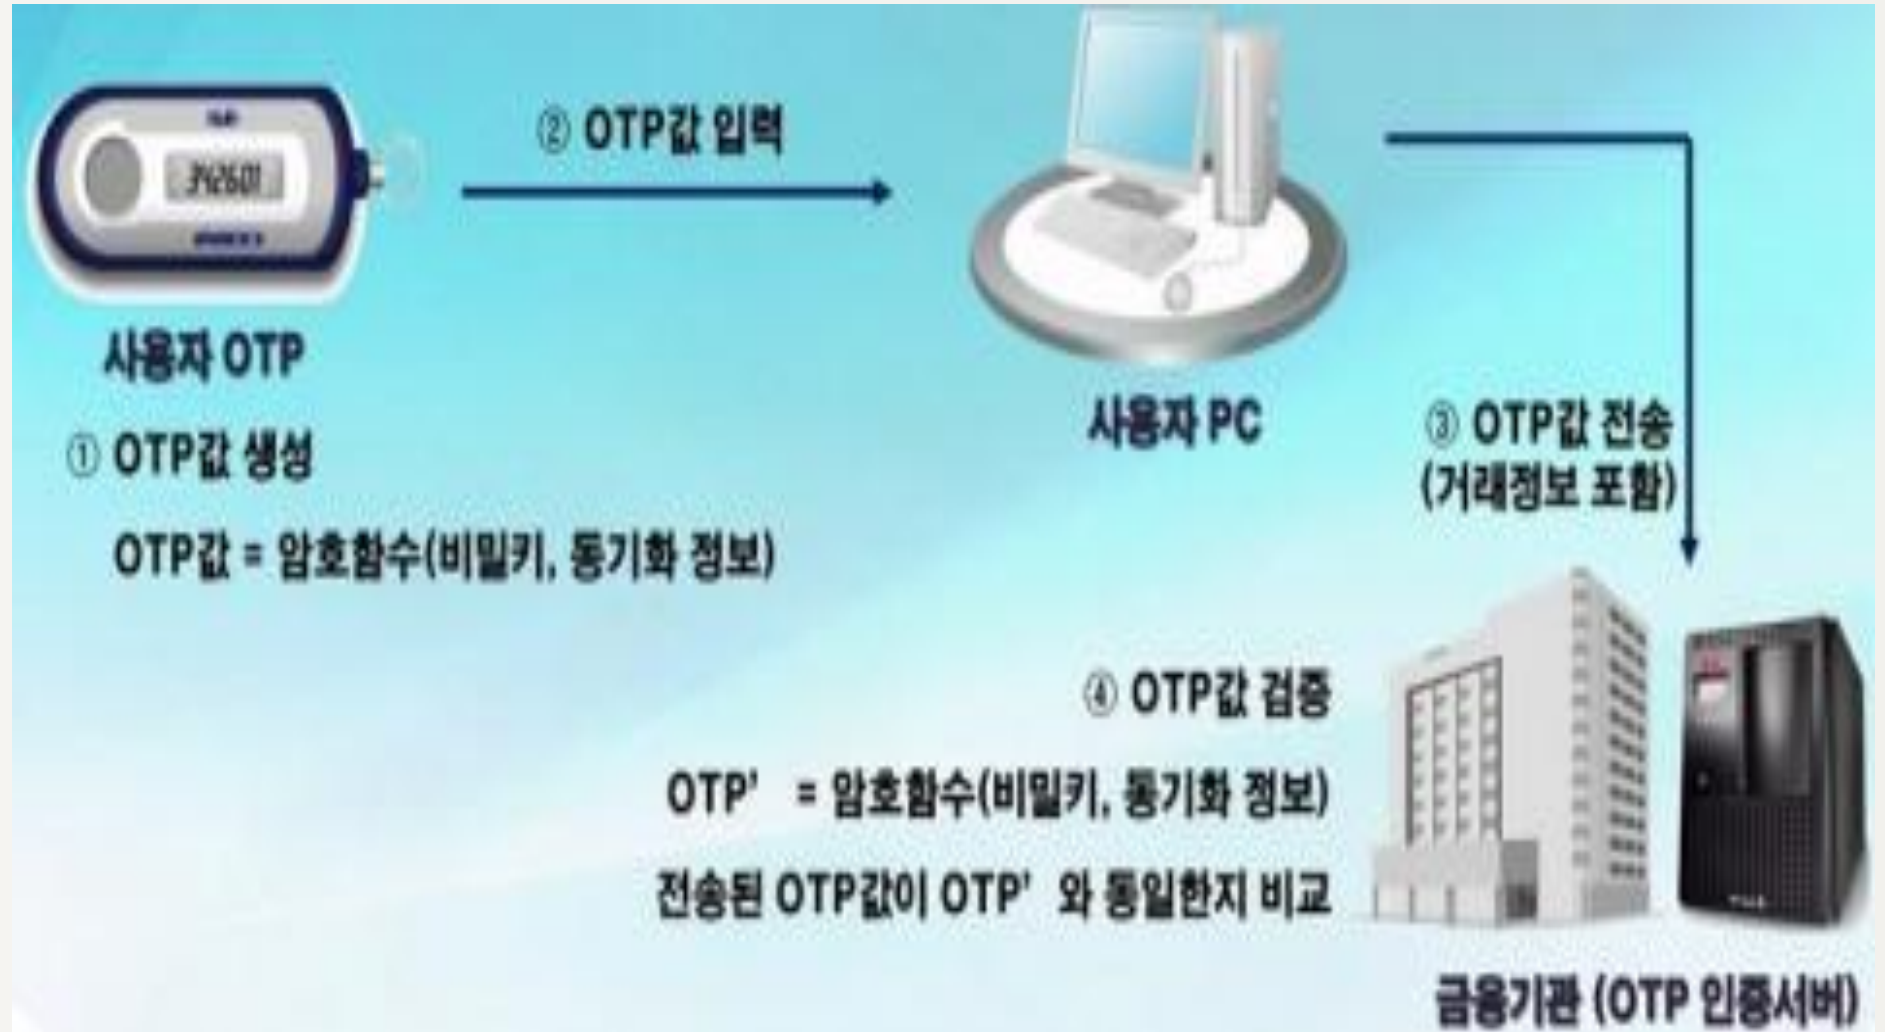 342601
② OTP값 입력
사용자 OTP
① OTP값 생성
OTP값 = 암호함수(비밀키, 동기화 정보)
사용자 PC
③ OTP값 전송
(거래정보 포함)
④ OTP값 검증
OTP' = 암호함수(비밀키, 동기화 정보)
전송된 OTP값이 OTP' 와 동일한지 비교
금융기관 (OTP 인증서버)